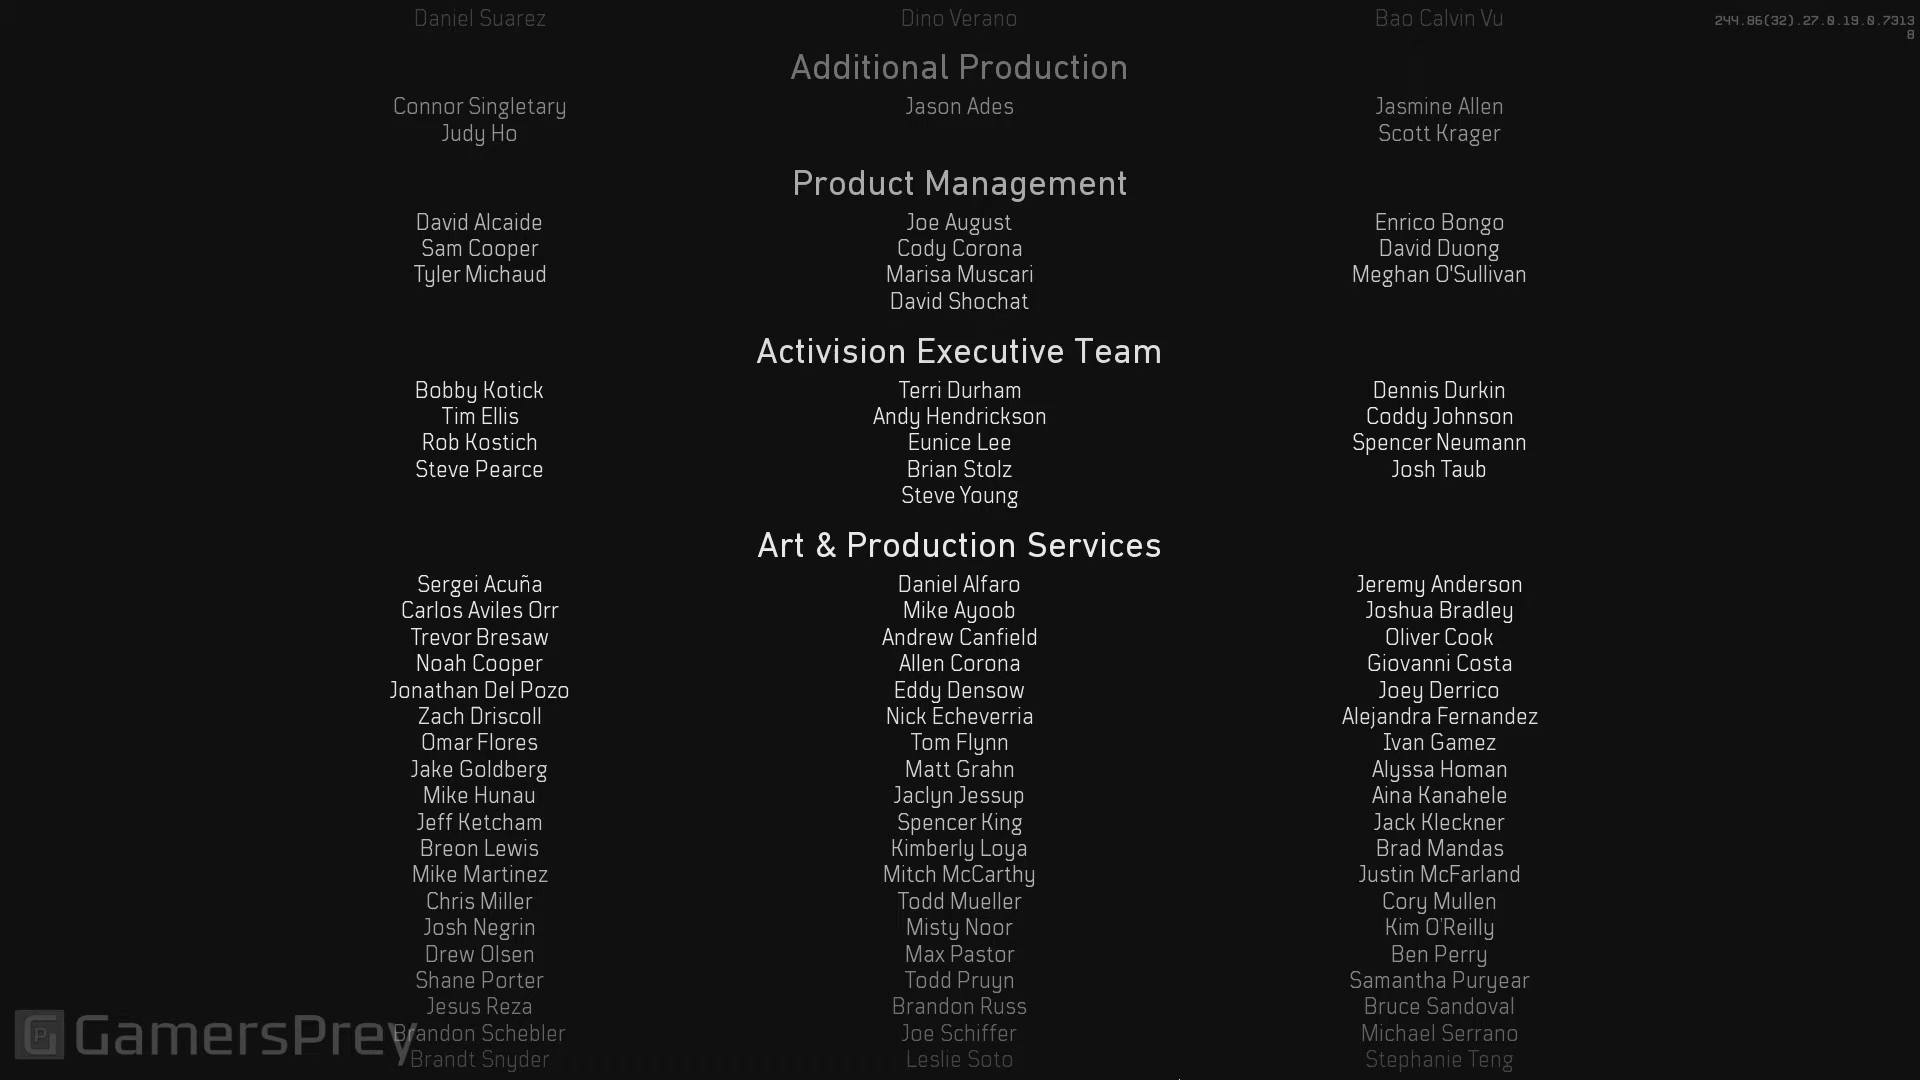 Daniel Suarez Dino Verano Bao Calvin Vu
244.86(32).27.0.19.0.7313
8
Additional Production
Connor Singletary Jason Ades Jasmine Allen
Judy Ho Scott Krager
Product Management
David Alcaide Joe August Enrico Bongo
Sam Cooper Cody Corona David Duong
Tyler Michaud Marisa Muscari Meghan O'Sullivan
David Shochat
Activision Executive Team
Bobby Kotick Terri Durham Dennis Durkin
Tim Ellis Andy Hendrickson Coddy Johnson
Rob Kostich Eunice Lee Spencer Neumann
Steve Pearce Brian Stolz Josh Taub
Steve Young
Art & Production Services
Sergei Acuña Daniel Alfaro Jeremy Anderson
Carlos Aviles Orr Mike Ayoob Joshua Bradley
Trevor Bresaw Andrew Canfield Oliver Cook
Noah Cooper Allen Corona Giovanni Costa
Jonathan Del Pozo Eddy Densow Joey Derrico
Zach Driscoll Nick Echeverria Alejandra Fernandez
Omar Flores Tom Flynn Ivan Gamez
Jake Goldberg Matt Grahn Alyssa Homan
Mike Hunau Jaclyn Jessup Aina Kanahele
Jeff Ketcham Spencer King Jack Kleckner
Breon Lewis Kimberly Loya Brad Mandas
Mike Martinez Mitch McCarthy Justin McFarland
Chris Miller Todd Mueller Cory Mullen
Josh Negrin Misty Noor Kim O'Reilly
Drew Olsen Max Pastor Ben Perry
Shane Porter Todd Pruyn Samantha Puryear
Jesus Reza Brandon Russ Bruce Sandoval
Brandon Schebler Joe Schiffer Michael Serrano
Brandt Snyder Leslie Soto Stephanie Teng
GamersPrey